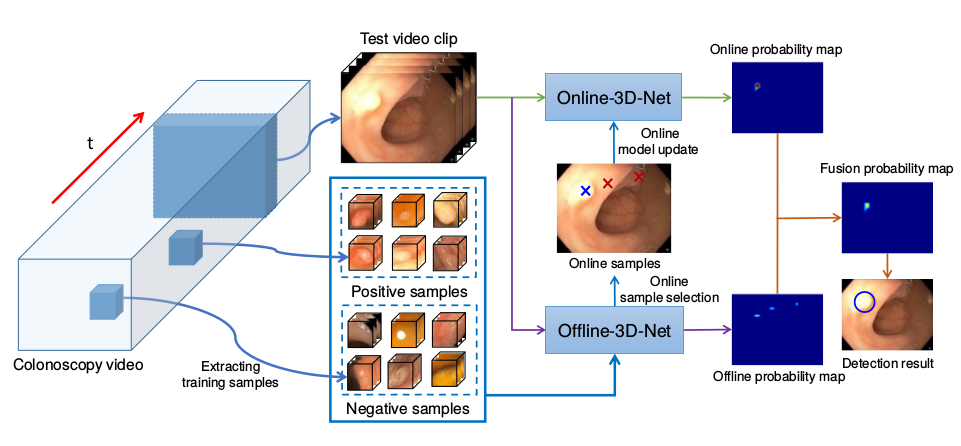 Test video clip
Online probability map
t
Online-3D-Net
Online
model update
Fusion probability map
Online samples
Positive samples
Online
sample selection
Offline-3D-Net
Colonoscopy video
Extracting
training samples
Offline probability map
Detection result
Negative samples